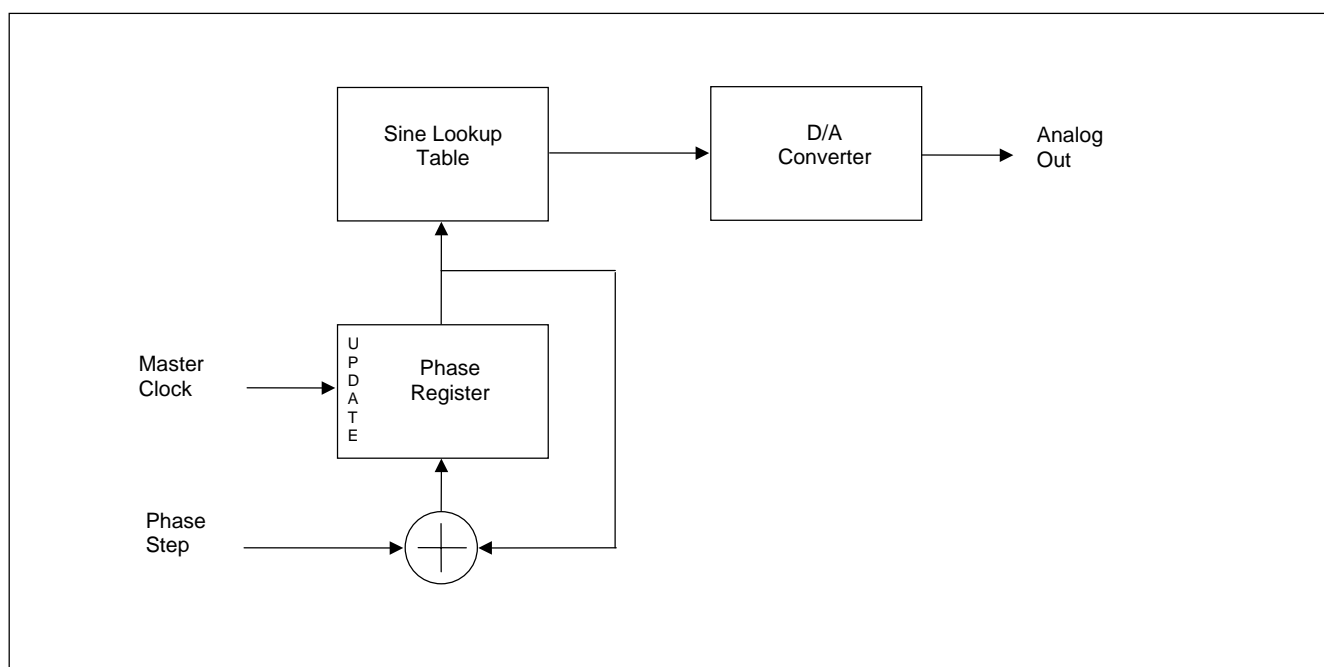 Sine Lookup
Table
D/A
Converter
Analog
Out
Master
Clock
U
P
D
A
T
E
Phase
Register
Phase
Step